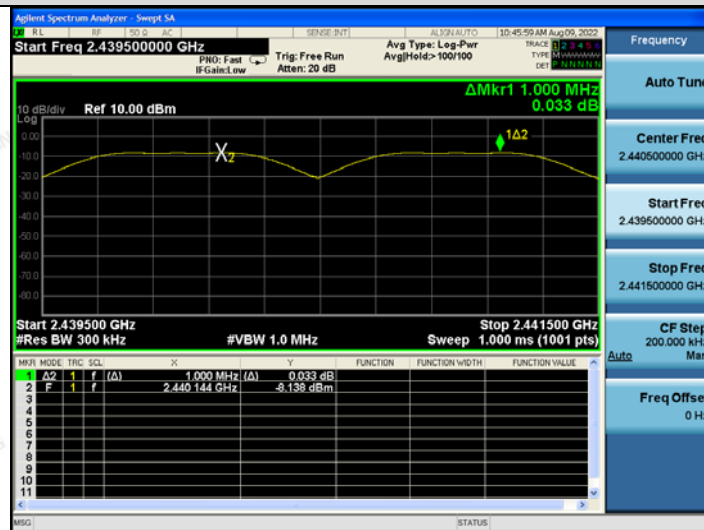 Agilent Spectrum Analyzer - Swept SA
RL RF 50 Ω AC SENSE:INT ALIGN AUTO 10:45:59 AM Aug 09, 2022
Start Freq 2.439500000 GHz
PNO: Fast
IFGain:Low
Trig: Free Run
Atten: 20 dB
Avg Type: Log-Pwr
Avg|Hold:>100/100
TRACE 1 2 3 4 5 6
TYPE M
DET P N N N N N
ΔMkr1 1.000 MHz
0.033 dB
10 dB/div Ref 10.00 dBm
Log
0.00
-10.0
-20.0
-30.0
-40.0
-50.0
-60.0
-70.0
-80.0
X2
1Δ2
Start 2.439500 GHz Stop 2.441500 GHz
#Res BW 300 kHz #VBW 1.0 MHz Sweep 1.000 ms (1001 pts)
MKR MODE TRC SCL X Y FUNCTION FUNCTION WIDTH FUNCTION VALUE
1 Δ2 1 f (Δ) 1.000 MHz (Δ) 0.033 dB
2 F 1 f 2.440 144 GHz -8.138 dBm
3
4
5
6
7
8
9
10
11
MSG STATUS
Frequency
Auto Tune
Center Freq
2.440500000 GHz
Start Freq
2.439500000 GHz
Stop Freq
2.441500000 GHz
CF Step
200.000 kHz
Auto Man
Freq Offset
0 Hz